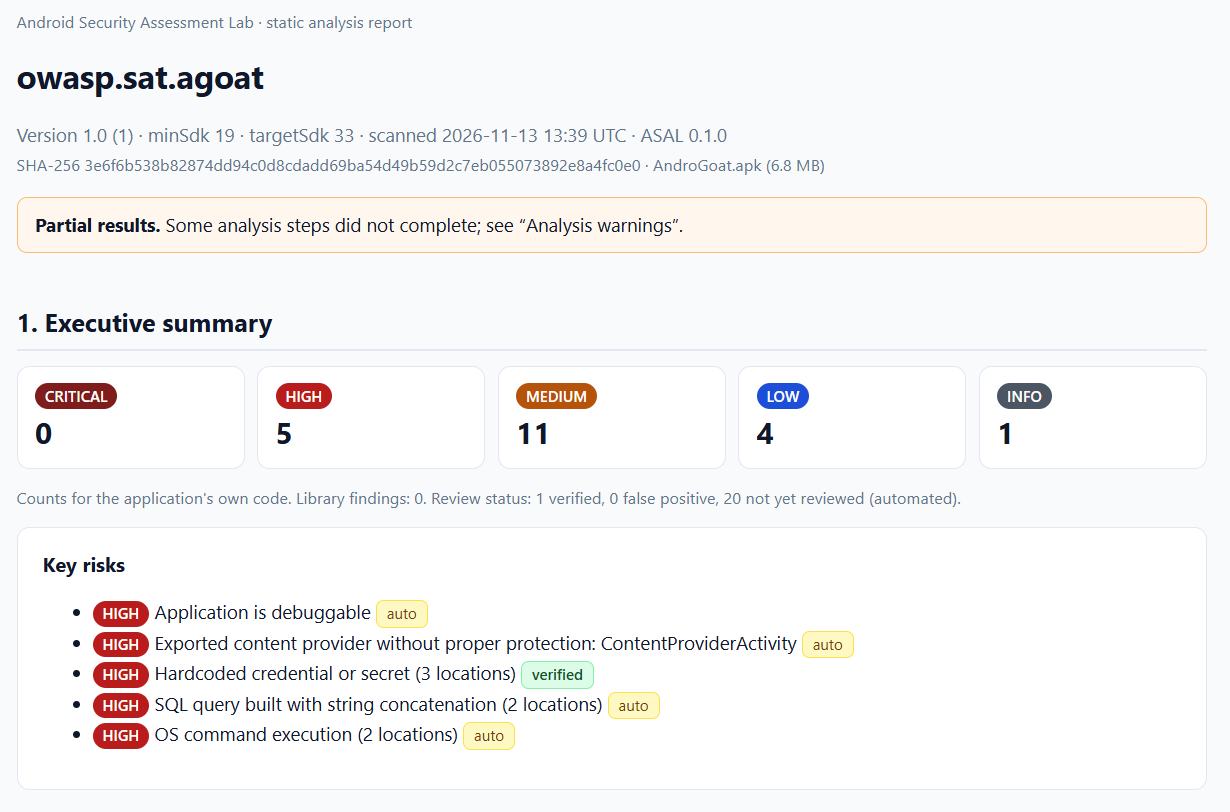 Android Security Assessment Lab · static analysis report
owasp.sat.agoat
Version 1.0 (1) · minSdk 19 · targetSdk 33 · scanned 2026-11-13 13:39 UTC · ASAL 0.1.0
SHA-256 3e6f6b538b82874dd94c0d8cdadd69ba54d49b59d2c7eb055073892e8a4fc0e0 · AndroGoat.apk (6.8 MB)
Partial results. Some analysis steps did not complete; see “Analysis warnings”.
1. Executive summary
CRITICAL HIGH MEDIUM LOW INFO
0 5 11 4 1
Counts for the application's own code. Library findings: 0. Review status: 1 verified, 0 false positive, 20 not yet reviewed (automated).
Key risks
• HIGH Application is debuggable auto
• HIGH Exported content provider without proper protection: ContentProviderActivity auto
• HIGH Hardcoded credential or secret (3 locations) verified
• HIGH SQL query built with string concatenation (2 locations) auto
• HIGH OS command execution (2 locations) auto